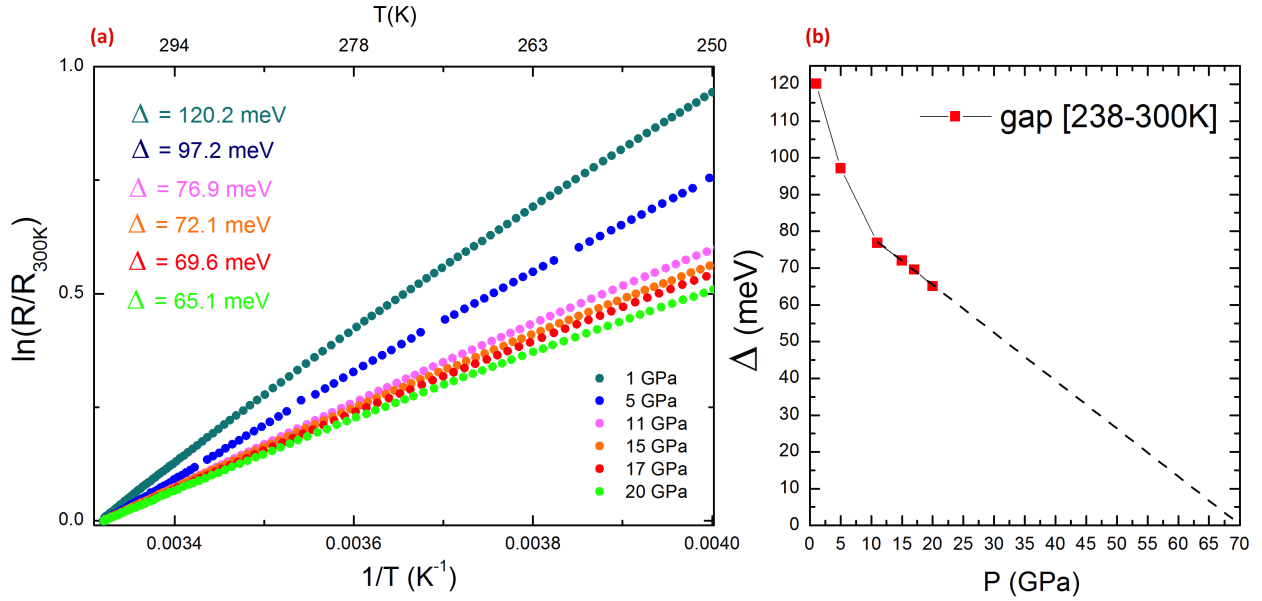 (a)
T(K)
294 278 263 250
1.0
0.5
0.0
ln(R/R300K)
Δ = 120.2 meV
Δ = 97.2 meV
Δ = 76.9 meV
Δ = 72.1 meV
Δ = 69.6 meV
Δ = 65.1 meV
1 GPa
5 GPa
11 GPa
15 GPa
17 GPa
20 GPa
0.0034 0.0036 0.0038 0.0040
1/T (K-1)
(b)
gap [238-300K]
120
110
100
90
80
70
60
50
40
30
20
10
0
Δ (meV)
0 5 10 15 20 25 30 35 40 45 50 55 60 65 70
P (GPa)